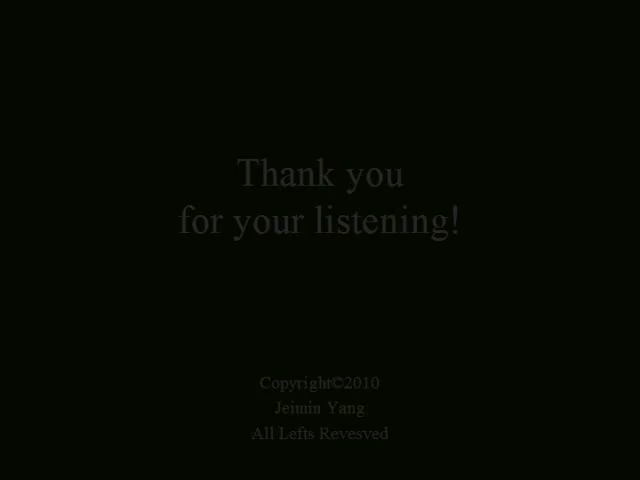 Thank you
for your listening!
Copyright©2010
Jeimin Yang
All Lefts Revesved